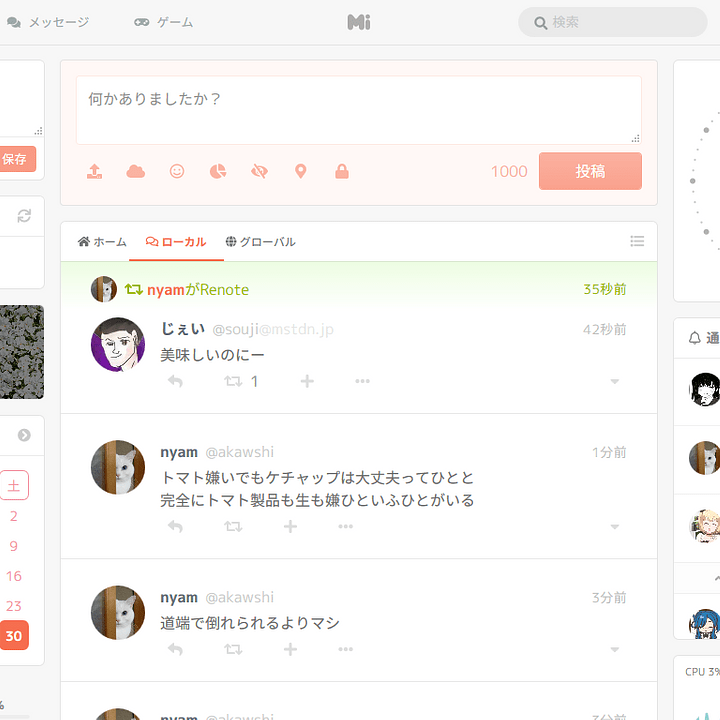 メッセージ
ゲーム
Mi
検索
保存
土
2
9
16
23
30
%
何かありましたか？
1000
投稿
ホーム
ローカル
グローバル
nyamがRenote
35秒前
じぇい @souji@mstdn.jp
42秒前
美味しいのにー
1
nyam @akawshi
1分前
トマト嫌いでもケチャップは大丈夫ってひとと
完全にトマト製品も生も嫌ひといふひとがいる
nyam @akawshi
3分前
道端で倒れられるよりマシ
nyam @akawshi
3分前
通
CPU 3%